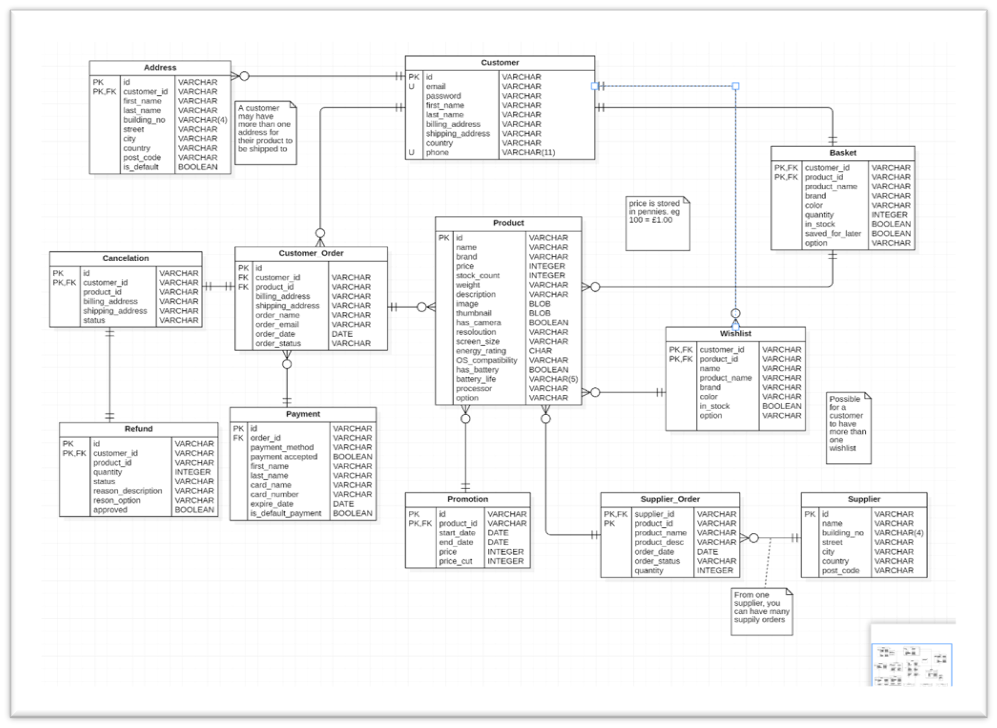 Address
PK id VARCHAR
PK,FK customer_id VARCHAR
first_name VARCHAR
last_name VARCHAR
building_no VARCHAR(4)
street VARCHAR
city VARCHAR
country VARCHAR
post_code VARCHAR
is_default BOOLEAN
A customer
may have
more than one
address for
their product to
be shipped to
Customer
PK id VARCHAR
U email VARCHAR
password VARCHAR
first_name VARCHAR
last_name VARCHAR
billing_address VARCHAR
shipping_address VARCHAR
country VARCHAR
U phone VARCHAR(11)
Basket
PK,FK customer_id VARCHAR
PK,FK product_id VARCHAR
product_name VARCHAR
brand VARCHAR
color VARCHAR
quantity INTEGER
in_stock BOOLEAN
saved_for_later BOOLEAN
option VARCHAR
price is stored
in pennies. eg
100 = £1.00
Product
PK id VARCHAR
name VARCHAR
brand VARCHAR
price INTEGER
stock_count INTEGER
weight VARCHAR
description VARCHAR
image BLOB
thumbnail BLOB
has_camera BOOLEAN
resoloution VARCHAR
screen_size VARCHAR
energy_rating CHAR
OS_compatibility VARCHAR
has_battery BOOLEAN
battery_life VARCHAR(5)
processor VARCHAR
option VARCHAR
Cancelation
PK id VARCHAR
PK,FK customer_id VARCHAR
product_id VARCHAR
billing_address VARCHAR
shipping_address VARCHAR
status VARCHAR
Customer_Order
PK id
FK customer_id VARCHAR
FK product_id VARCHAR
billing_address VARCHAR
shipping_address VARCHAR
order_name VARCHAR
order_email VARCHAR
order_date DATE
order_status VARCHAR
Wishlist
PK,FK customer_id VARCHAR
PK,FK porduct_id VARCHAR
name VARCHAR
product_name VARCHAR
brand VARCHAR
color VARCHAR
in_stock BOOLEAN
option VARCHAR
Possible
for a
customer
to have
more than
one
wishlist
Refund
PK id VARCHAR
PK,FK customer_id VARCHAR
product_id VARCHAR
quantity INTEGER
status VARCHAR
reason_description VARCHAR
reson_option VARCHAR
approved BOOLEAN
Payment
PK id VARCHAR
FK order_id VARCHAR
payment_method VARCHAR
payment accepted BOOLEAN
first_name VARCHAR
last_name VARCHAR
card_name VARCHAR
card_number VARCHAR
expire_date DATE
is_default_payment BOOLEAN
Promotion
PK id VARCHAR
PK,FK product_id VARCHAR
start_date DATE
end_date DATE
price INTEGER
price_cut INTEGER
Supplier_Order
PK,FK supplier_id VARCHAR
PK product_id VARCHAR
product_name VARCHAR
product_desc VARCHAR
order_date DATE
order_status VARCHAR
quantity INTEGER
Supplier
PK id VARCHAR
name VARCHAR
building_no VARCHAR(4)
street VARCHAR
city VARCHAR
country VARCHAR
post_code VARCHAR
From one
supplier, you
can have many
suppily orders